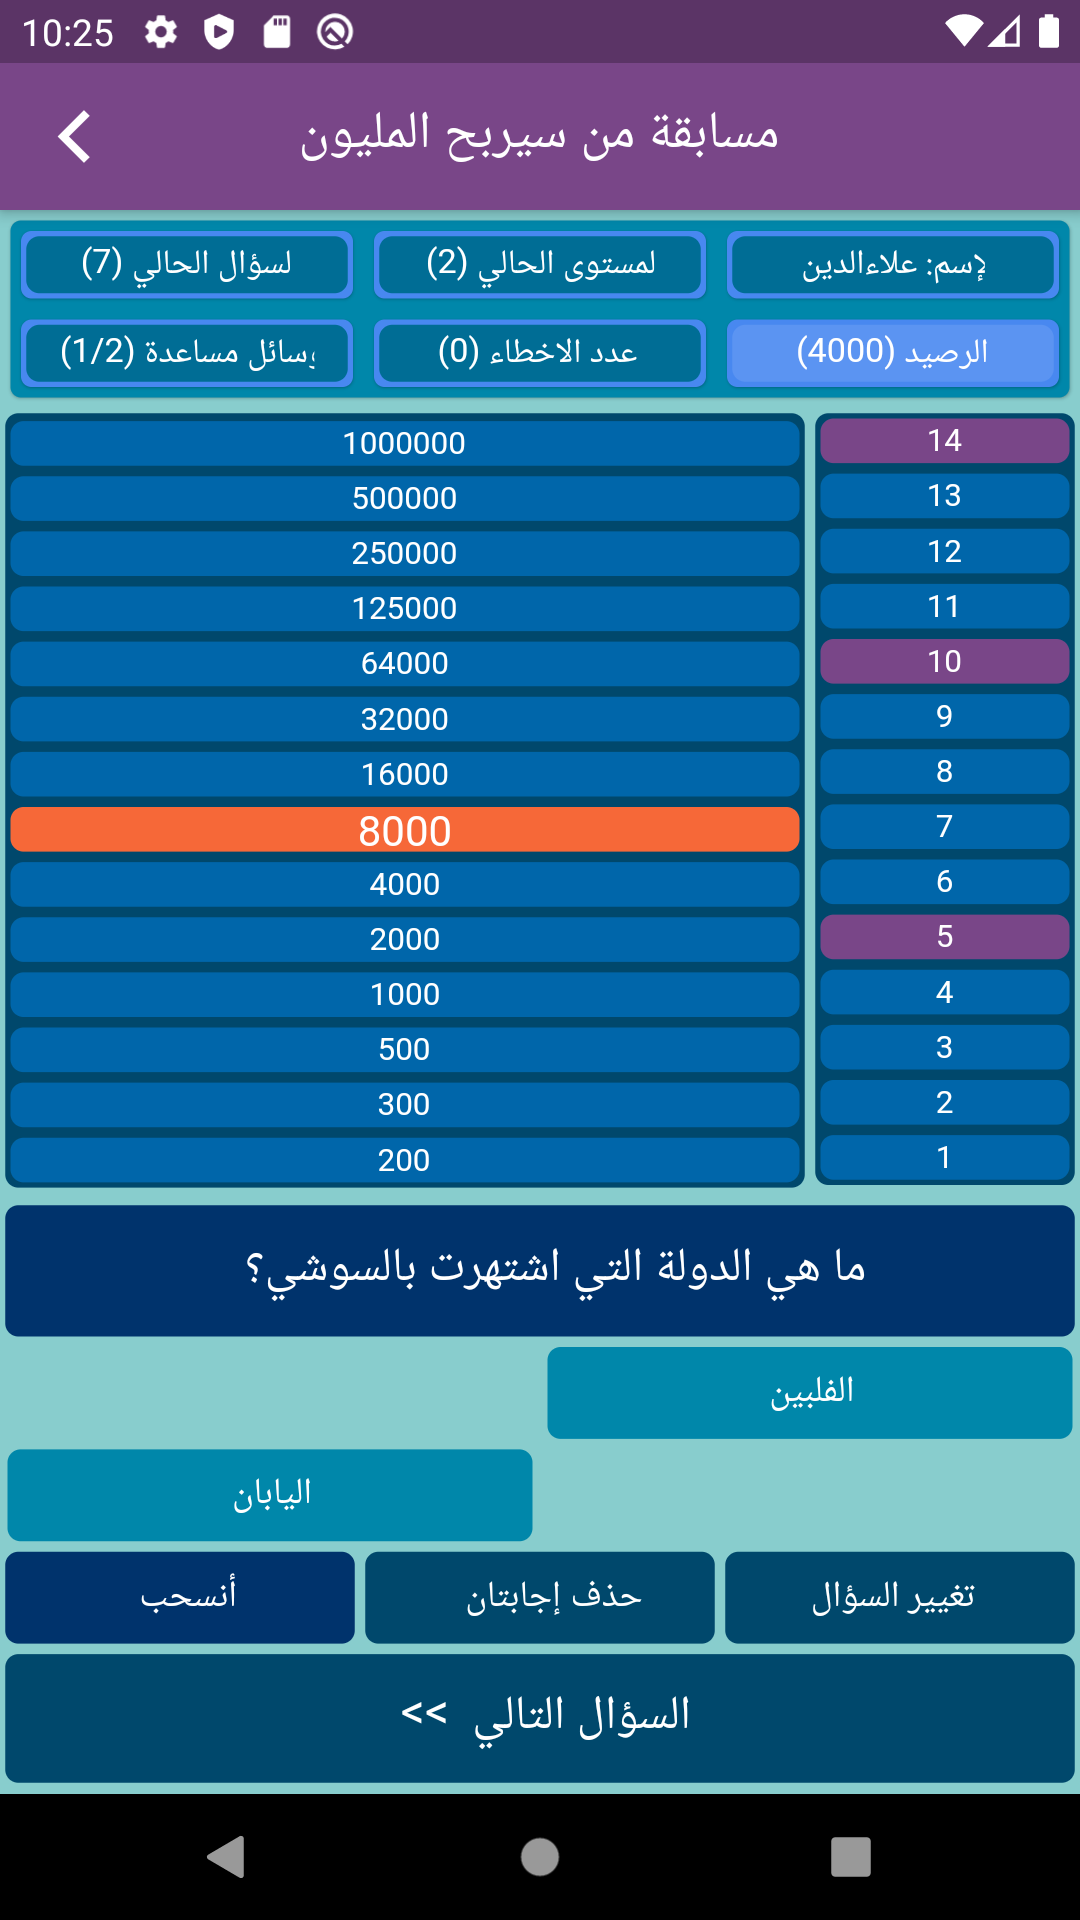 10:25
مسابقة من سيربح المليون
لإسم: علاءالدين
لمستوى الحالي (2)
لسؤال الحالي (7)
الرصيد (4000)
عدد الاخطاء (0)
وسائل مساعدة (1/2)
1000000 14
500000 13
250000 12
125000 11
64000 10
32000 9
16000 8
8000 7
4000 6
2000 5
1000 4
500 3
300 2
200 1
ما هي الدولة التي اشتهرت بالسوشي؟
الفلبين
اليابان
تغيير السؤال
حذف إجابتان
أنسحب
السؤال التالي >>